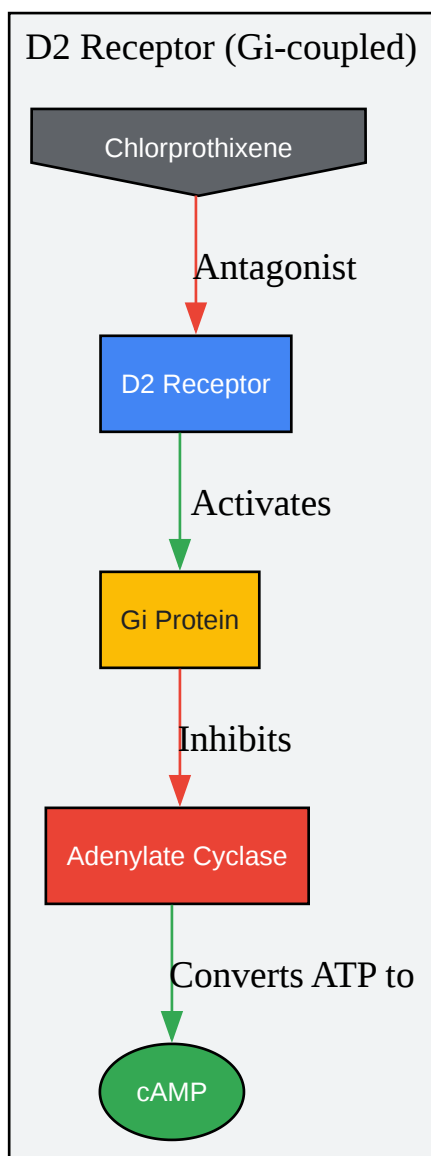 D2 Receptor (Gi-coupled)
Chlorprothixene
Antagonist
D2 Receptor
Activates
Gi Protein
Inhibits
Adenylate Cyclase
Converts ATP to
cAMP